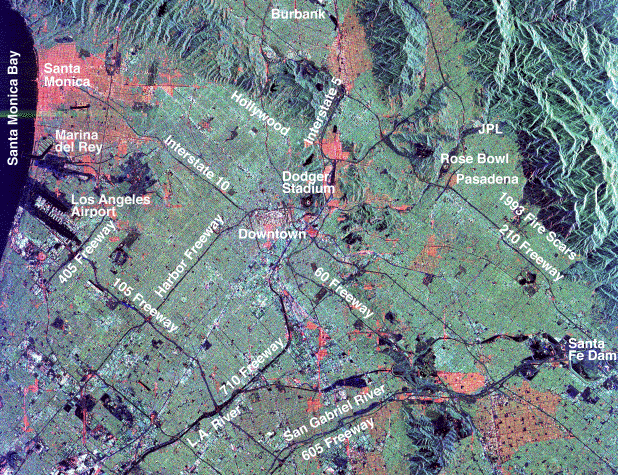 Burbank
Santa Monica Bay
Santa
Monica
Interstate 5
Hollywood
JPL
Marina
del Rey
Interstate 10
Rose Bowl
Dodger
Stadium
Pasadena
Los Angeles
Airport
1993 Fire Scars
Downtown
210 Freeway
405 Freeway
Harbor Freeway
105 Freeway
60 Freeway
Santa
Fe Dam
710 Freeway
L.A. River
San Gabriel River
605 Freeway